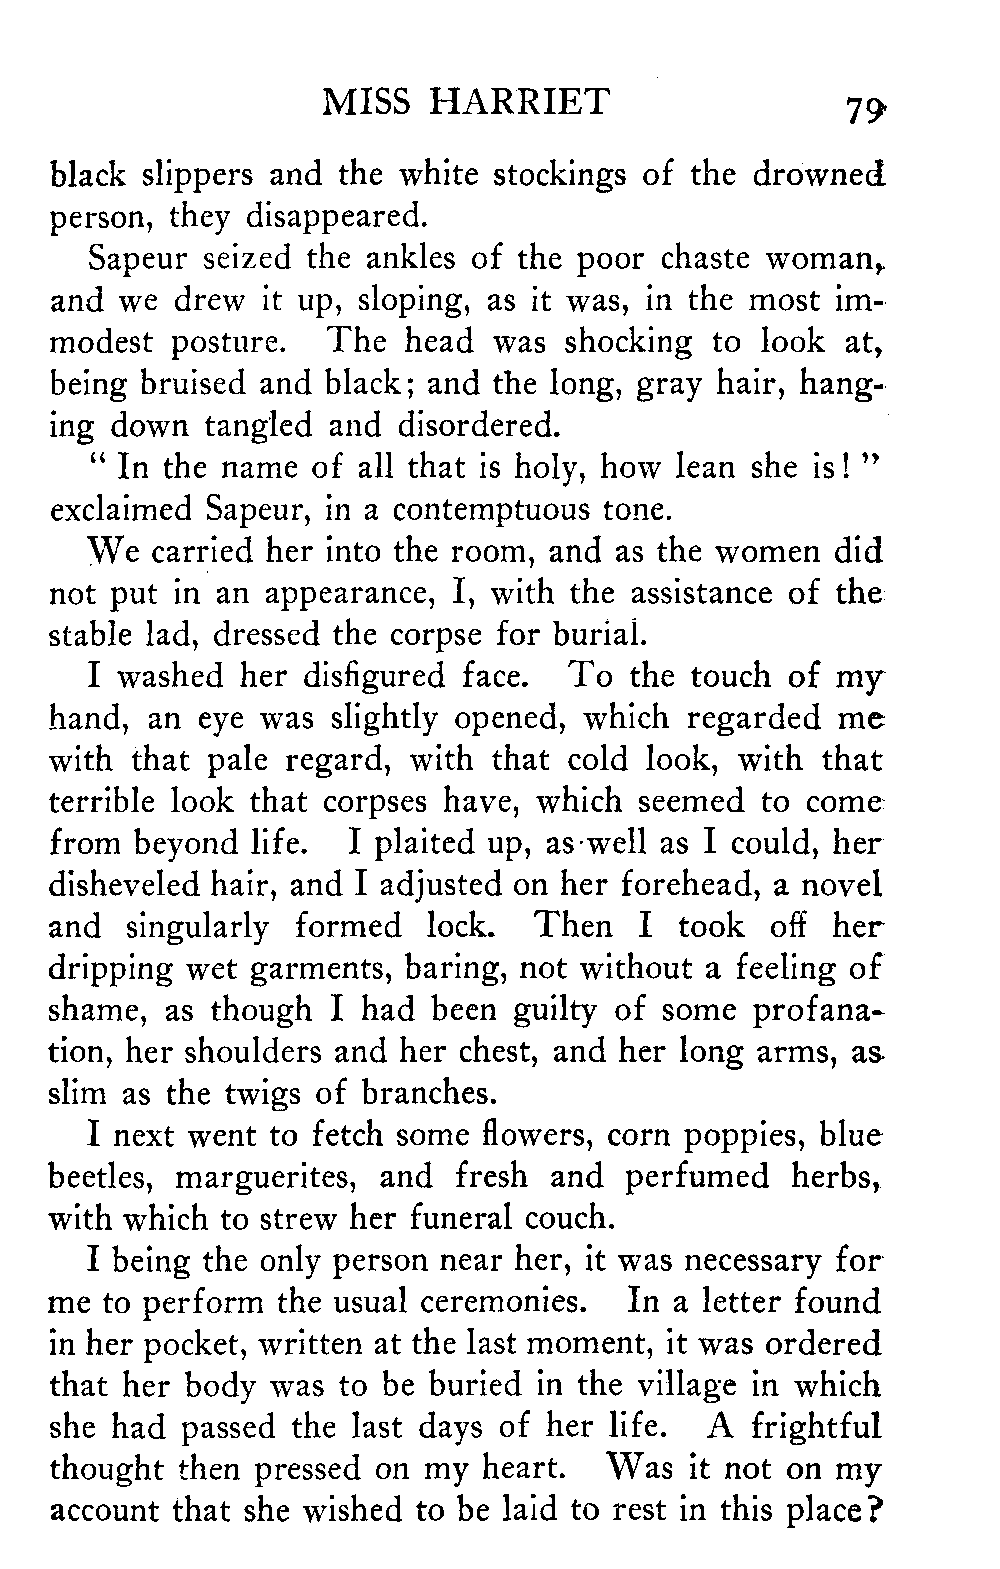 MISS HARRIET 79
black slippers and the white stockings of the drowned
person, they disappeared.
Sapeur seized the ankles of the poor chaste woman,
and we drew it up, sloping, as it was, in the most im-
modest posture. The head was shocking to look at,
being bruised and black; and the long, gray hair, hang-
ing down tangled and disordered.
“ In the name of all that is holy, how lean she is! ”
exclaimed Sapeur, in a contemptuous tone.
We carried her into the room, and as the women did
not put in an appearance, I, with the assistance of the
stable lad, dressed the corpse for burial.
I washed her disfigured face. To the touch of my
hand, an eye was slightly opened, which regarded me
with that pale regard, with that cold look, with that
terrible look that corpses have, which seemed to come
from beyond life. I plaited up, as well as I could, her
disheveled hair, and I adjusted on her forehead, a novel
and singularly formed lock. Then I took off her
dripping wet garments, baring, not without a feeling of
shame, as though I had been guilty of some profana-
tion, her shoulders and her chest, and her long arms, as
slim as the twigs of branches.
I next went to fetch some flowers, corn poppies, blue
beetles, marguerites, and fresh and perfumed herbs,
with which to strew her funeral couch.
I being the only person near her, it was necessary for
me to perform the usual ceremonies. In a letter found
in her pocket, written at the last moment, it was ordered
that her body was to be buried in the village in which
she had passed the last days of her life. A frightful
thought then pressed on my heart. Was it not on my
account that she wished to be laid to rest in this place?